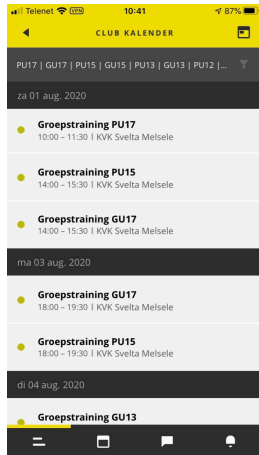 Telenet VPN 10:41 87%
CLUB KALENDER
PU17 | GU17 | PU15 | GU15 | PU13 | GU13 | PU12 |...
za 01 aug. 2020
Groepstraining PU17
10:00 – 11:30 | KVK Svelta Melsele
Groepstraining PU15
14:00 – 15:30 | KVK Svelta Melsele
Groepstraining GU17
14:00 – 15:30 | KVK Svelta Melsele
ma 03 aug. 2020
Groepstraining GU17
18:00 – 19:30 | KVK Svelta Melsele
Groepstraining PU15
18:00 – 19:30 | KVK Svelta Melsele
di 04 aug. 2020
Groepstraining GU13